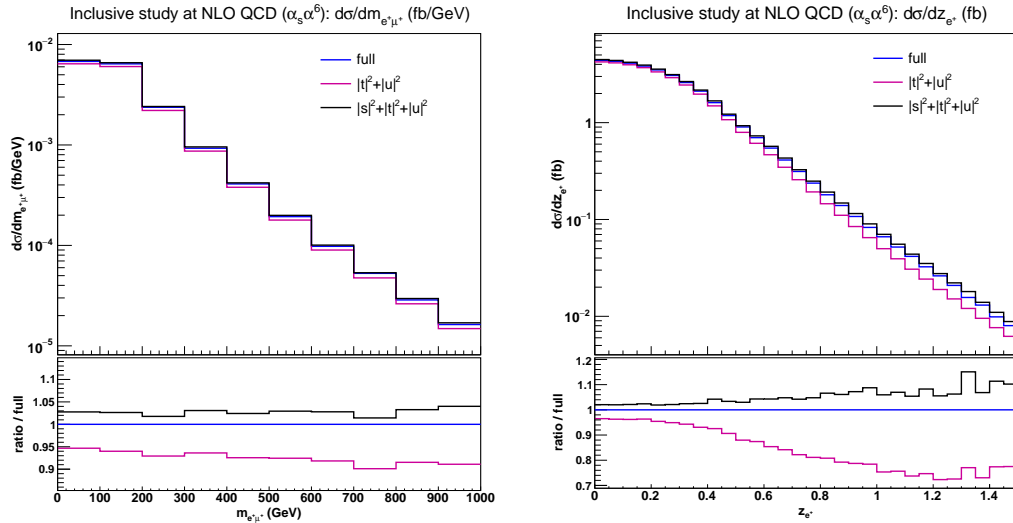 Inclusive study at NLO QCD (αₛα⁶): dσ/dm_{e⁺μ⁺} (fb/GeV)
dσ/dm_{e⁺μ⁺} (fb/GeV)
10⁻²
10⁻³
10⁻⁴
10⁻⁵
full
|t|²+|u|²
|s|²+|t|²+|u|²
ratio / full
1.1
1.05
1
0.95
0.9
0 100 200 300 400 500 600 700 800 900 1000
m_{e⁺μ⁺} (GeV)
Inclusive study at NLO QCD (αₛα⁶): dσ/dz_{e⁺} (fb)
dσ/dz_{e⁺} (fb)
1
10⁻¹
10⁻²
full
|t|²+|u|²
|s|²+|t|²+|u|²
ratio / full
1.2
1.1
1.0
0.9
0.8
0.7
0 0.2 0.4 0.6 0.8 1 1.2 1.4
z_{e⁺}